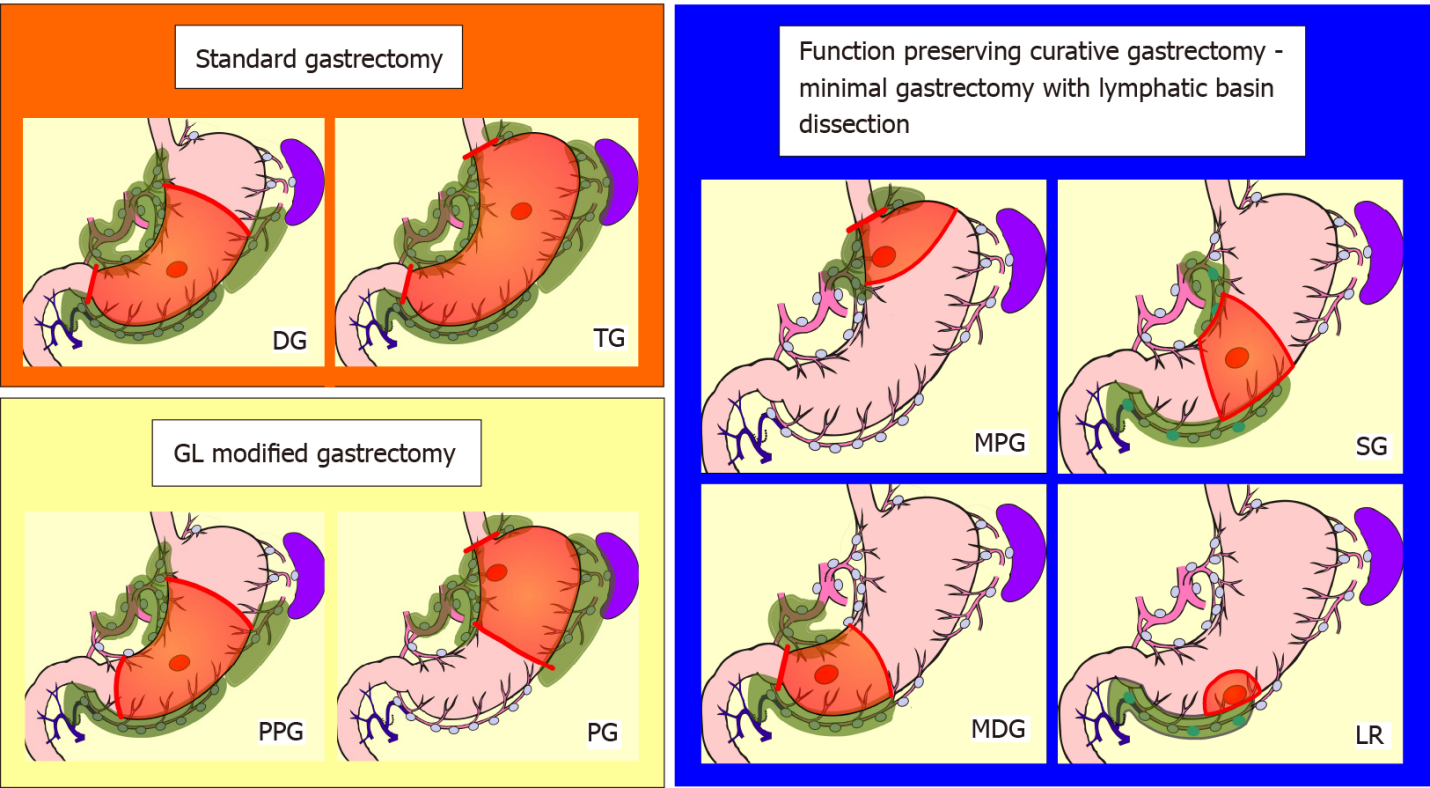 Standard gastrectomy
DG
TG
GL modified gastrectomy
PPG
PG
Function preserving curative gastrectomy -
minimal gastrectomy with lymphatic basin
dissection
MPG
SG
MDG
LR